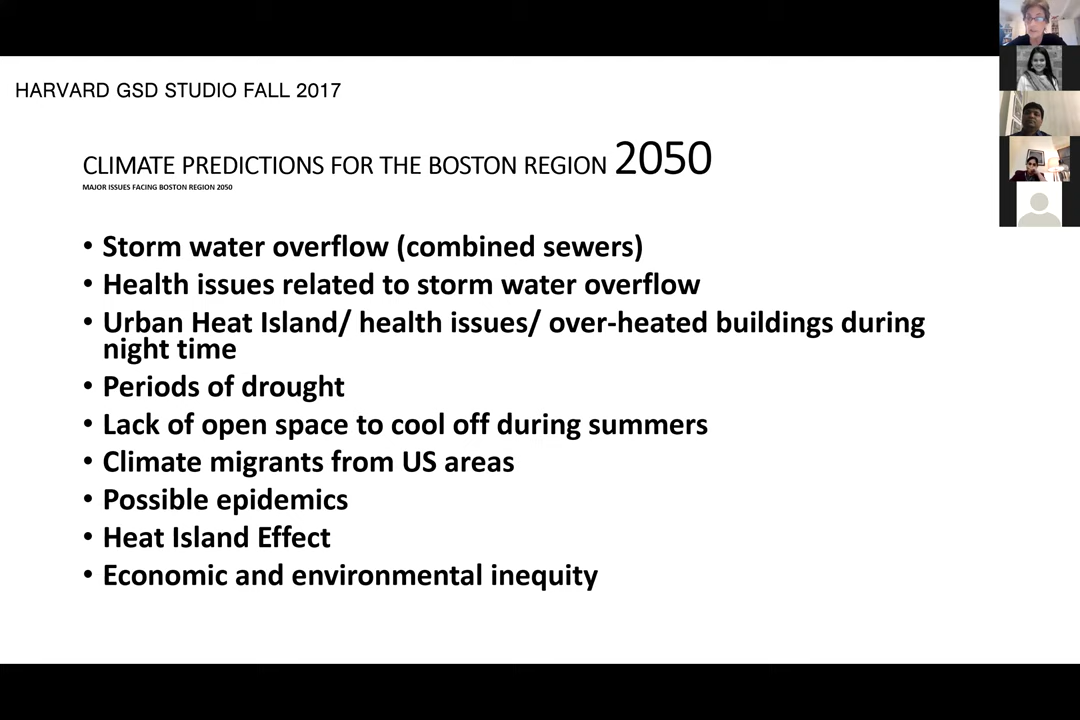 HARVARD GSD STUDIO FALL 2017
CLIMATE PREDICTIONS FOR THE BOSTON REGION 2050
MAJOR ISSUES FACING BOSTON REGION 2050
• Storm water overflow (combined sewers)
• Health issues related to storm water overflow
• Urban Heat Island/ health issues/ over-heated buildings during
night time
• Periods of drought
• Lack of open space to cool off during summers
• Climate migrants from US areas
• Possible epidemics
• Heat Island Effect
• Economic and environmental inequity